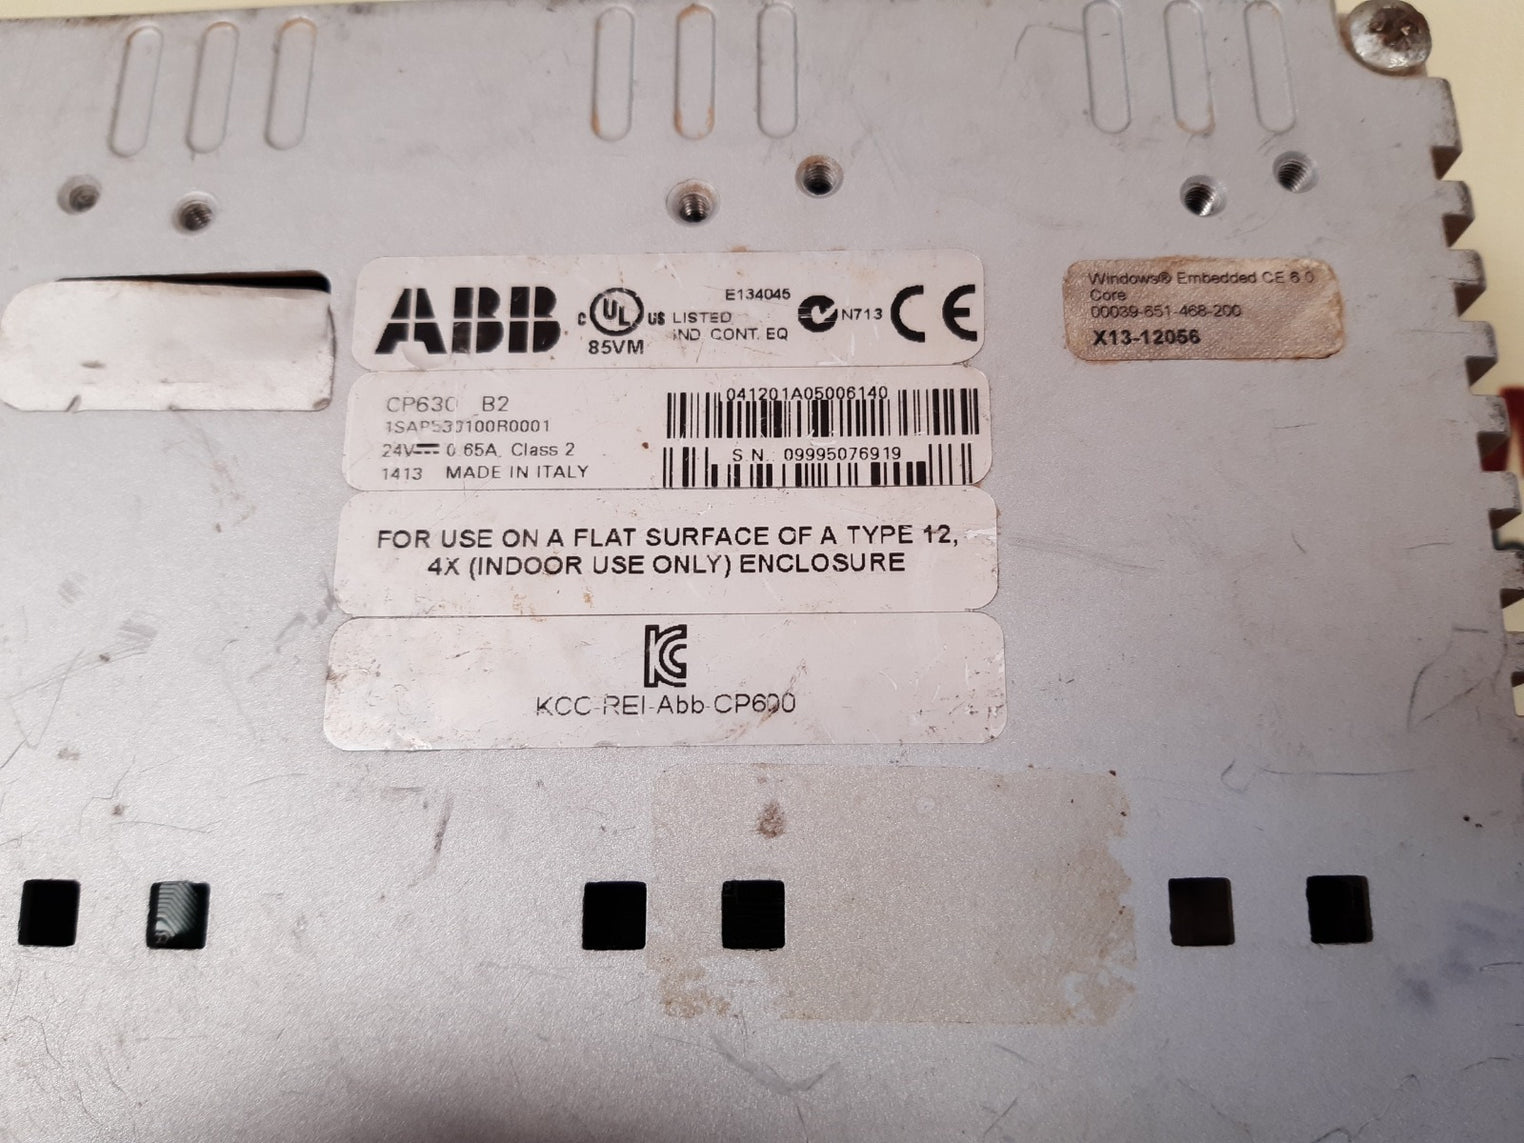 ABB
c UL us
85VM
E134045
LISTED
IND. CONT. EQ
N713
CE
CP630 B2
1SAP530100R0001
24V 0.65A, Class 2
1413 MADE IN ITALY
041201A05006140
S.N.: 09995076919
FOR USE ON A FLAT SURFACE OF A TYPE 12,
4X (INDOOR USE ONLY) ENCLOSURE
KC
KCC-REI-Abb-CP600
Windows® Embedded CE 6.0
Core
00039-651-468-200
X13-12056